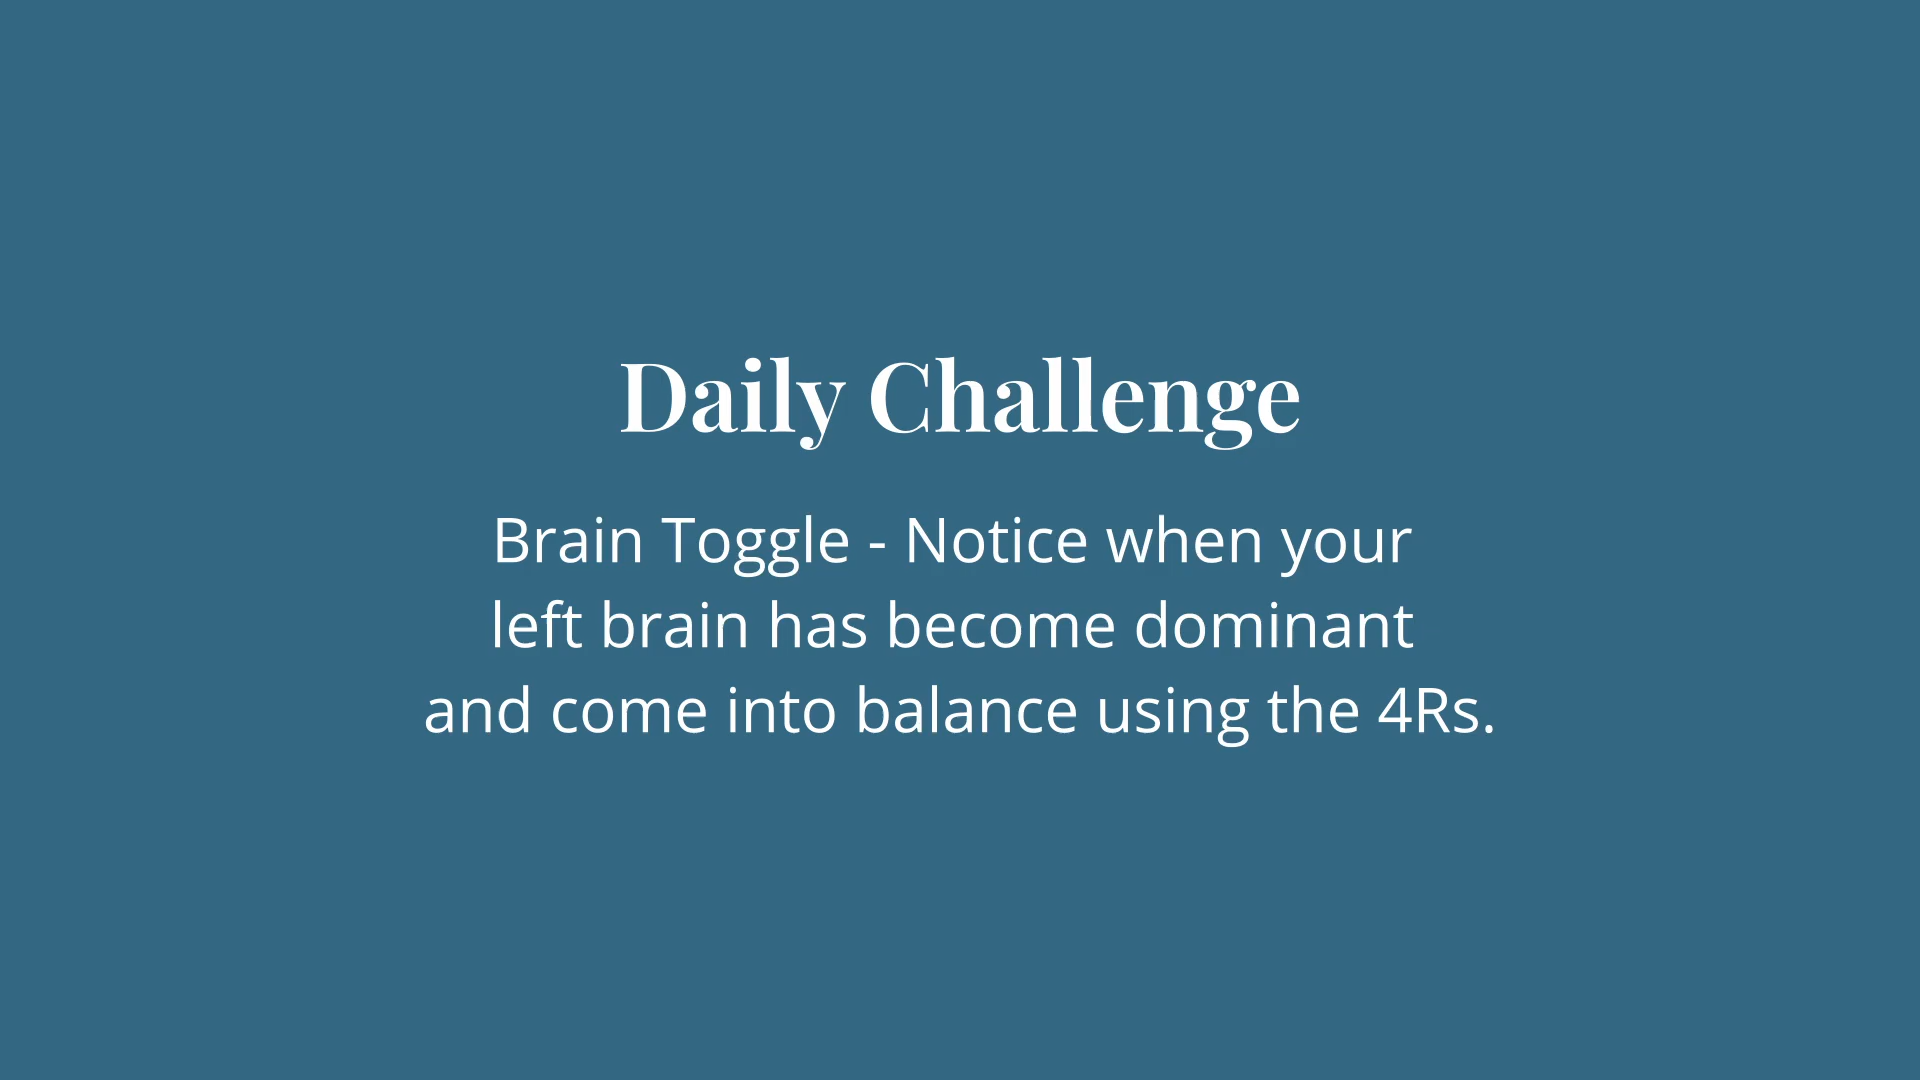 Daily Challenge
Brain Toggle - Notice when your
left brain has become dominant
and come into balance using the 4Rs.